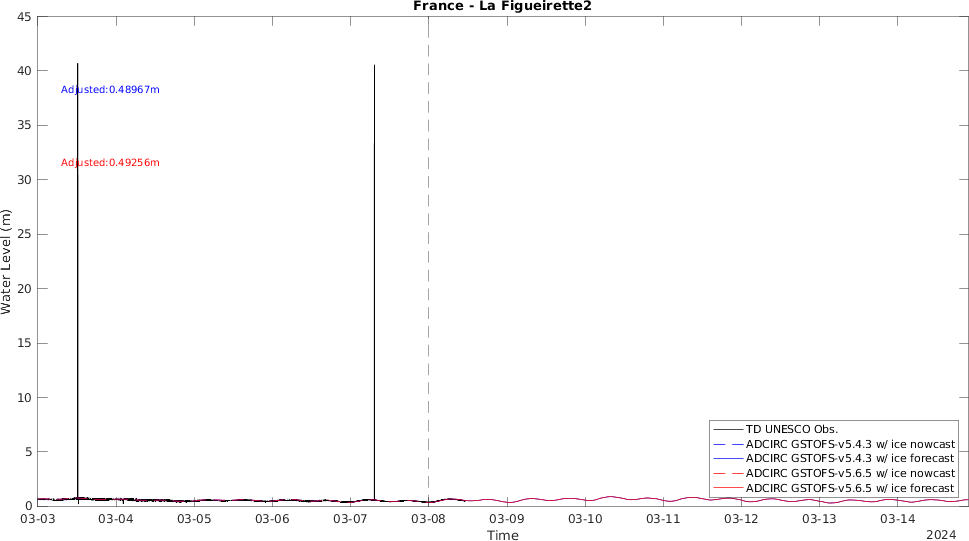 France - La Figueirette2
45
40
35
30
25
20
15
10
5
0
Water Level (m)
Adjusted:0.48967m
Adjusted:0.49256m
TD UNESCO Obs.
ADCIRC GSTOFS-v5.4.3 w/ ice nowcast
ADCIRC GSTOFS-v5.4.3 w/ ice forecast
ADCIRC GSTOFS-v5.6.5 w/ ice nowcast
ADCIRC GSTOFS-v5.6.5 w/ ice forecast
03-03 03-04 03-05 03-06 03-07 03-08 03-09 03-10 03-11 03-12 03-13 03-14
Time
2024